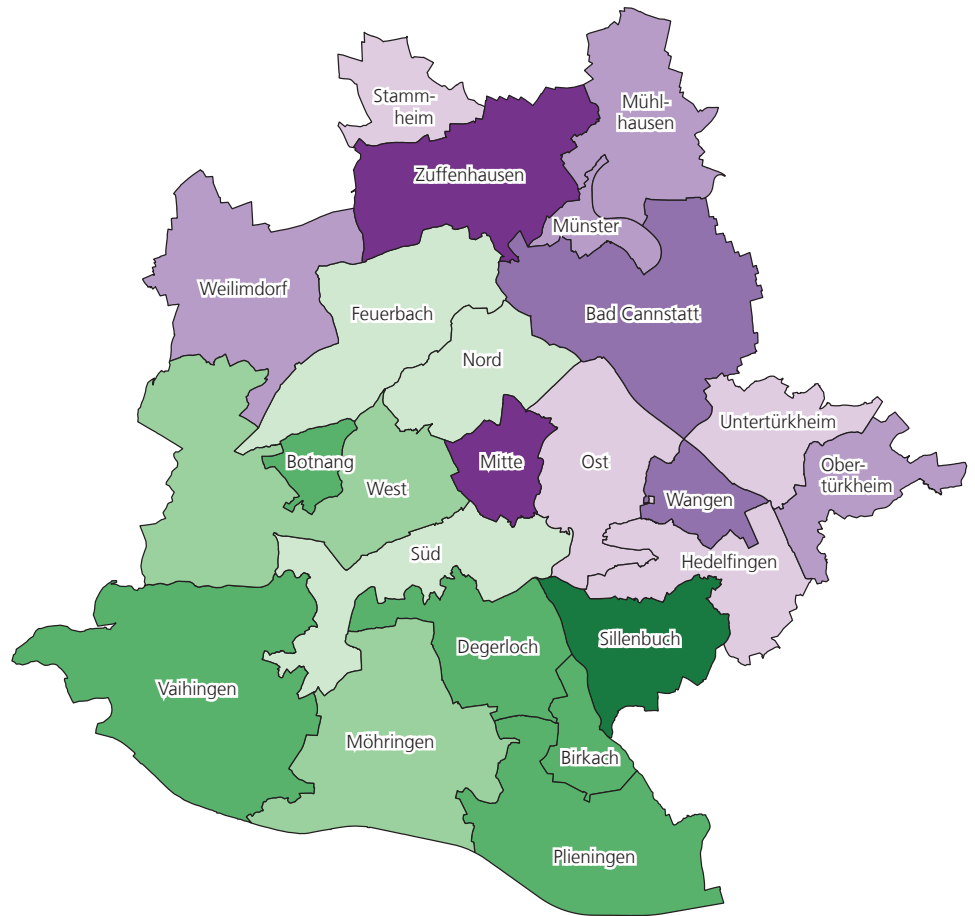 Stamm-
heim
Mühl-
hausen
Zuffenhausen
Münster
Weilimdorf
Feuerbach
Bad Cannstatt
Nord
Untertürkheim
Botnang
West
Mitte
Ost
Ober-
türkheim
Wangen
Süd
Hedelfingen
Degerloch
Sillenbuch
Vaihingen
Möhringen
Birkach
Plieningen